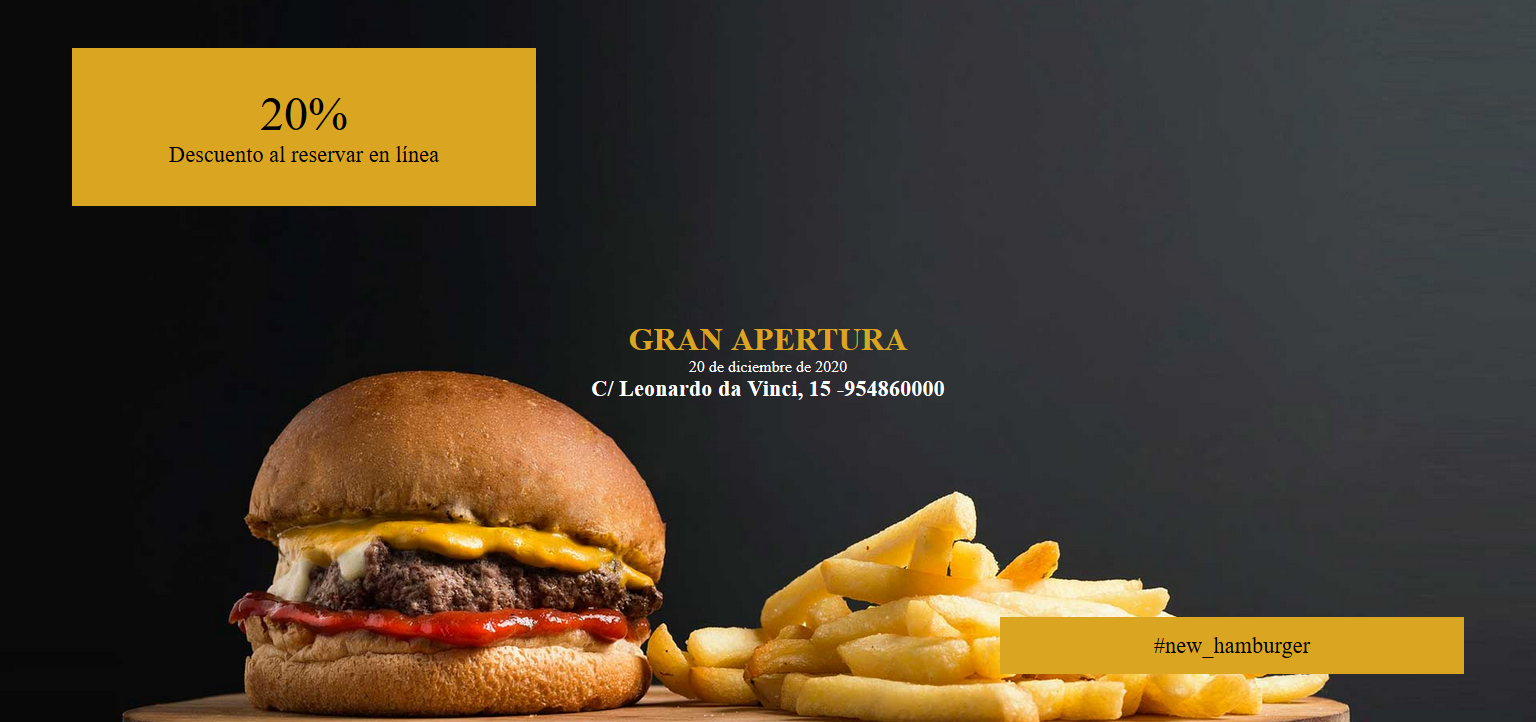 20%
Descuento al reservar en línea
GRAN APERTURA
20 de diciembre de 2020
C/ Leonardo da Vinci, 15 -954860000
#new_hamburger